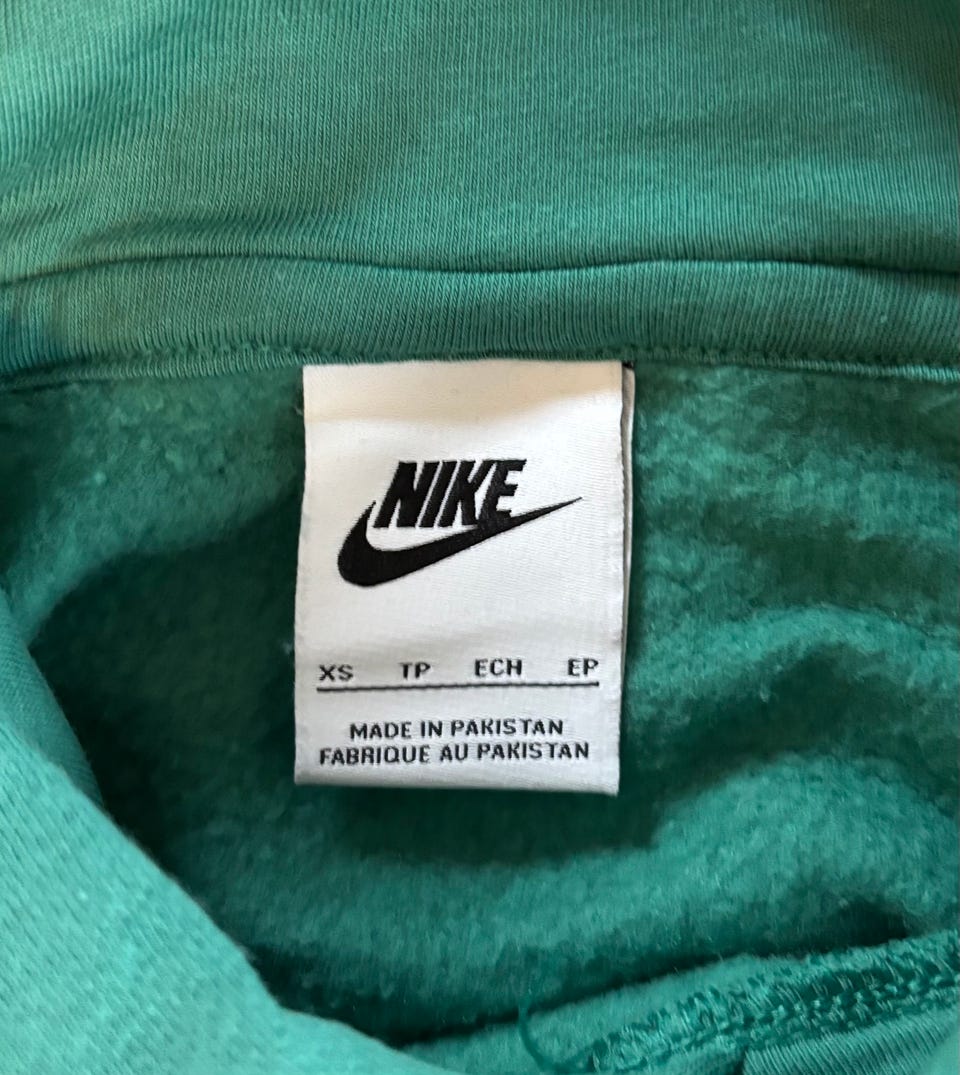 NIKE
XS TP ECH EP
MADE IN PAKISTAN
FABRIQUE AU PAKISTAN